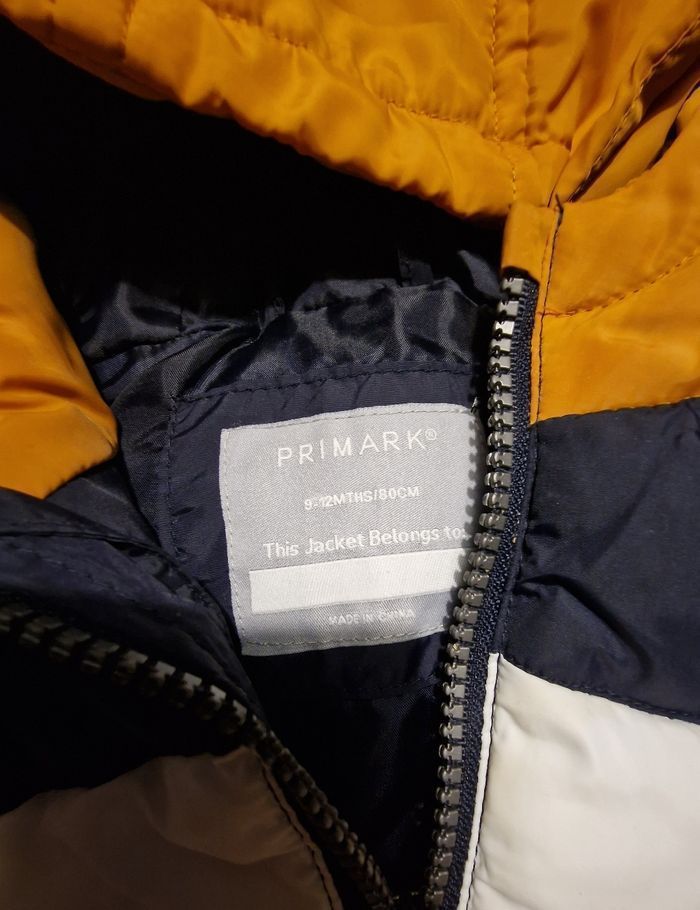 PRIMARK®
9-12MTHS/80CM
This Jacket Belongs to:
MADE IN CHINA